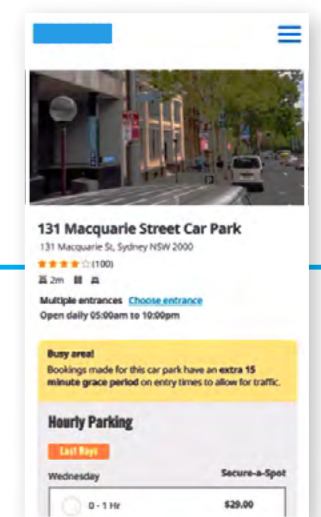 131 Macquarie Street Car Park
131 Macquarie St, Sydney NSW 2000
(100)
2m
Multiple entrances Choose entrance
Open daily 05:00am to 10:00pm
Busy area!
Bookings made for this car park have an extra 15
minute grace period on entry times to allow for traffic.
Hourly Parking
Last Bays
Wednesday Secure-a-Spot
0 - 1 Hr $29.00